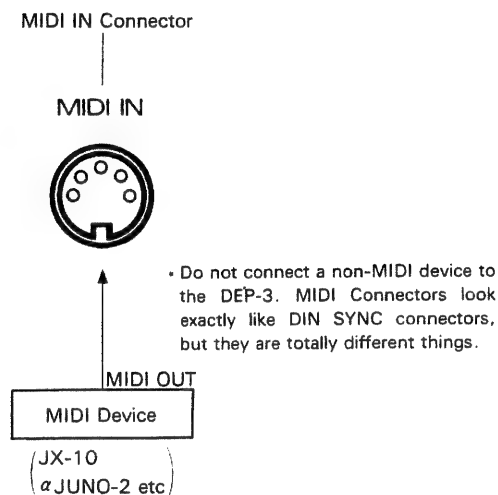 MIDI IN Connector
MIDI IN
• Do not connect a non-MIDI device to
the DEP-3. MIDI Connectors look
exactly like DIN SYNC connectors,
but they are totally different things.
MIDI OUT
MIDI Device
(JX-10
αJUNO-2 etc)